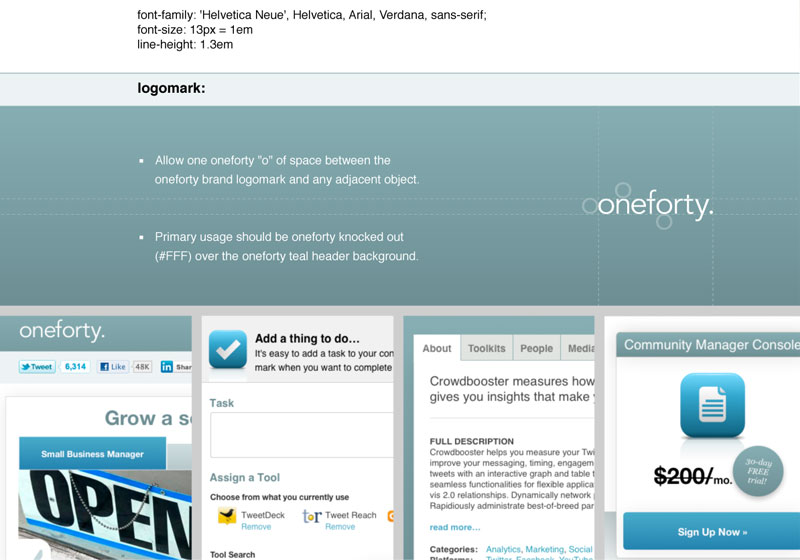 font-family: 'Helvetica Neue', Helvetica, Arial, Verdana, sans-serif;
font-size: 13px = 1em
line-height: 1.3em
logomark:
Allow one oneforty "o" of space between the
oneforty brand logomark and any adjacent object.
Primary usage should be oneforty knocked out
(#FFF) over the oneforty teal header background.
oneforty.
oneforty.
Tweet 6,314 Like 48K Shar
Grow a s
Small Business Manager
OPEN
Add a thing to do...
It's easy to add a task to your con
mark when you want to complete
Task
Assign a Tool
Choose from what you currently use
TweetDeck
Remove
Tweet Reach
Remove
Tool Search
About Toolkits People Media
Crowdbooster measures how
gives you insights that make
FULL DESCRIPTION
Crowdbooster helps you measure your Twi
improve your messaging, timing, engagem
tweets with an interactive graph and table t
seamless functionalities for flexible applica
vis 2.0 relationships. Dynamically network
Rapidiously administrate best-of-breed par
read more...
Categories: Analytics, Marketing, Social
Platforms: Twitter, Facebook, YouTube
Community Manager Console
$200/mo.
30-day
FREE
trial!
Sign Up Now »